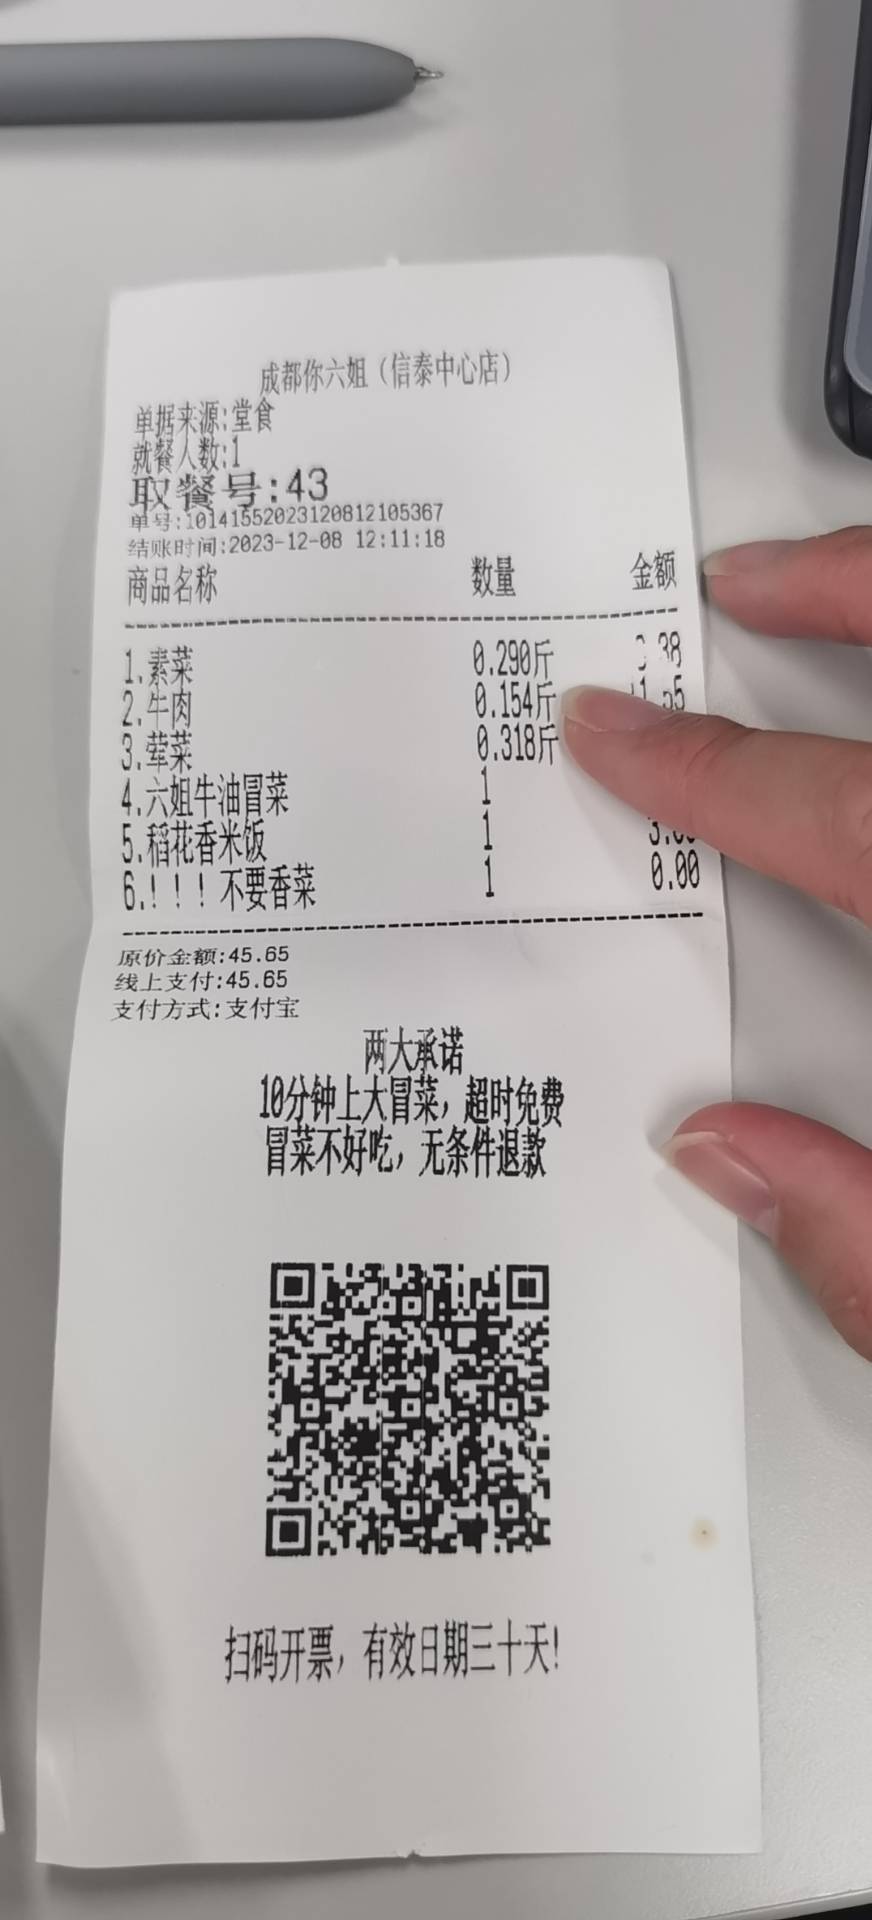 成都你六姐（信泰中心店）
单据来源:堂食
就餐人数:1
取餐号:43
单号:10141552023120812105367
结账时间:2023-12-08 12:11:18
商品名称 数量 金额
1.素菜 0.290斤
2.牛肉 0.154斤
3.荤菜 0.318斤
4.六姐牛油冒菜 1
5.稻花香米饭 1
6.！！！不要香菜 1 0.00
原价金额:45.65
线上支付:45.65
支付方式:支付宝
两大承诺
10分钟上大冒菜，超时免费
冒菜不好吃，无条件退款
扫码开票，有效日期三十天!